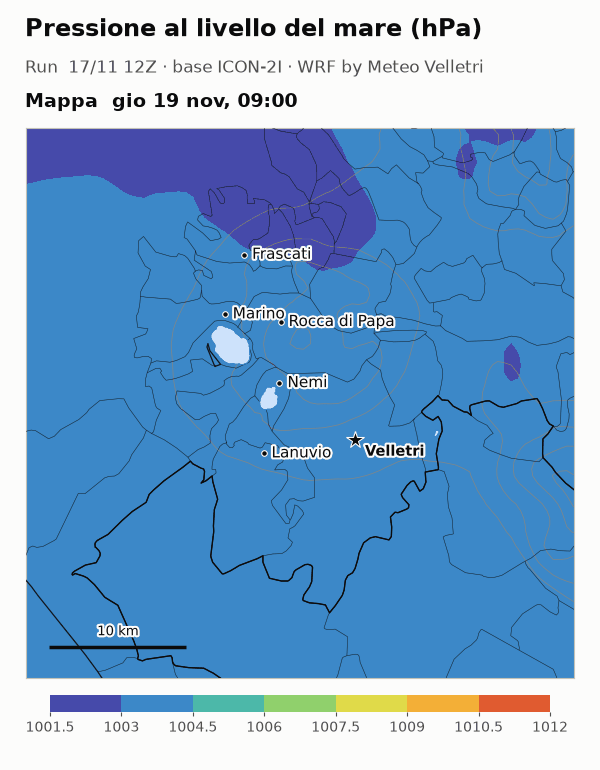 Pressione al livello del mare (hPa)
Run  17/11 12Z · base ICON-2I · WRF by Meteo Velletri
Mappa  gio 19 nov, 09:00
Frascati
Marino
Rocca di Papa
Nemi
Velletri
Lanuvio
10 km
1001.5 1003 1004.5 1006 1007.5 1009 1010.5 1012